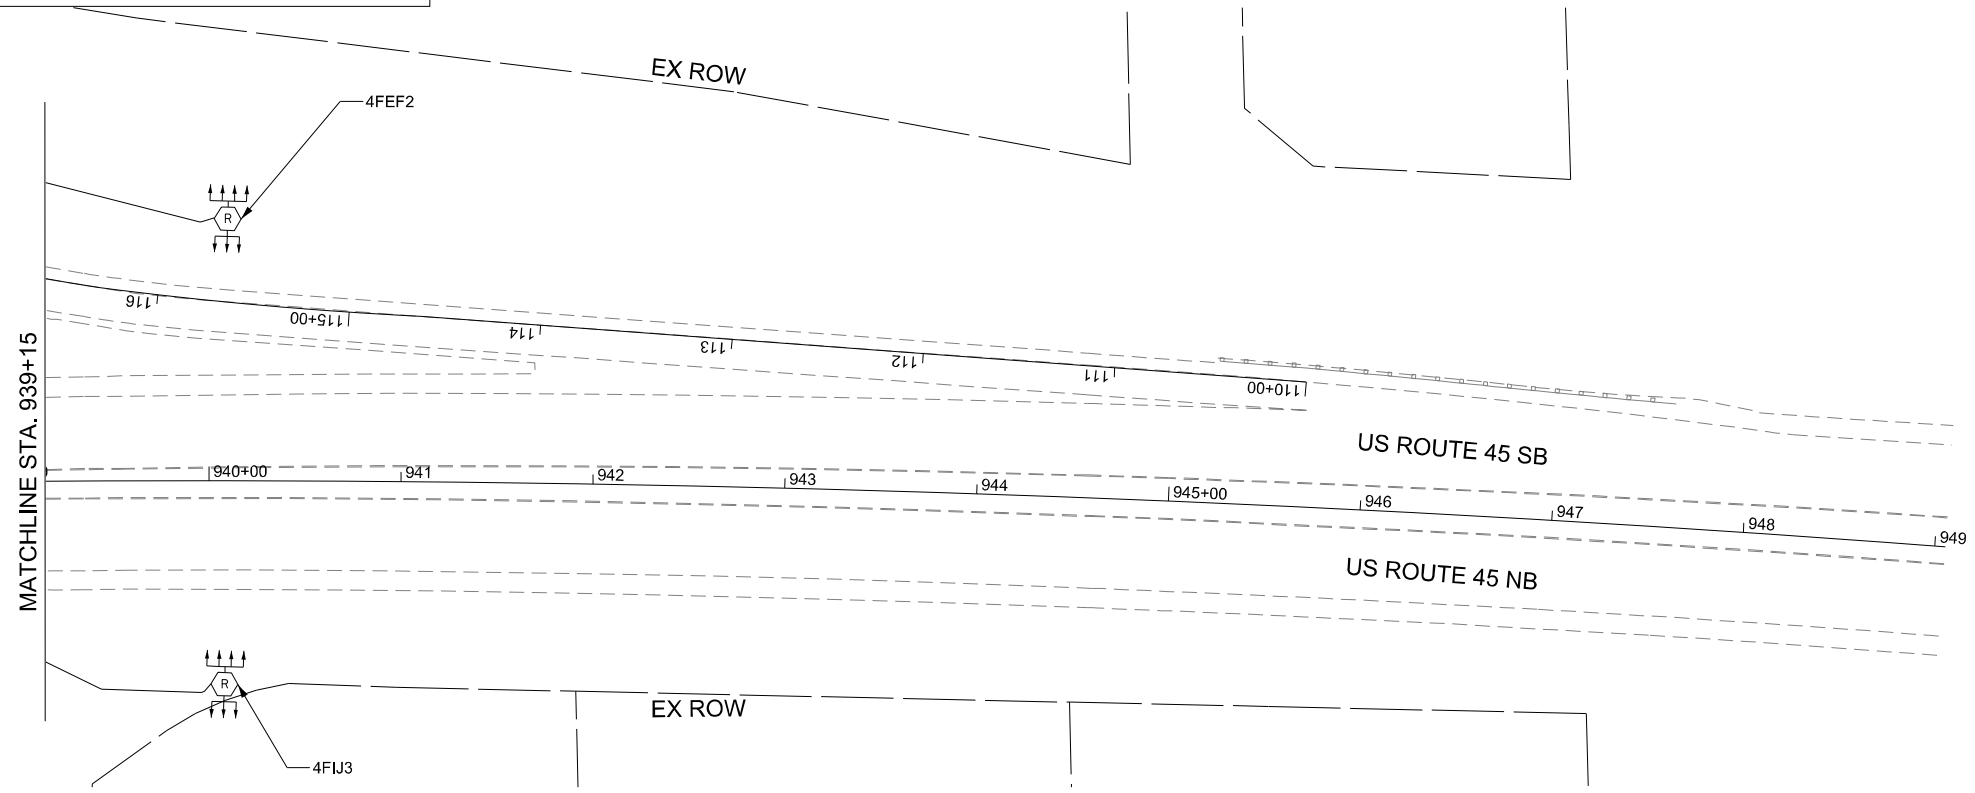 EX ROW
4FEF2
R
116
115+00
114
113
112
111
110+00
MATCHLINE STA. 939+15
US ROUTE 45 SB
940+00
941
942
943
944
945+00
946
947
948
949
US ROUTE 45 NB
R
EX ROW
4FIJ3